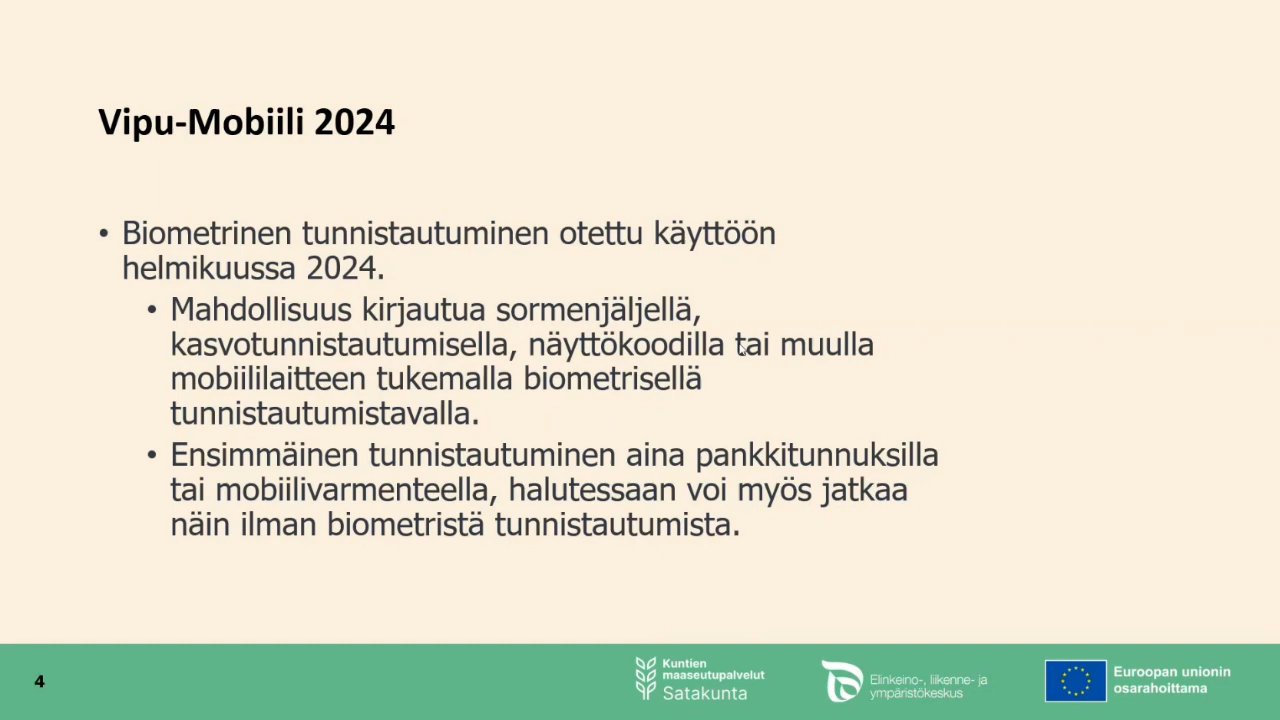 Vipu-Mobiili 2024
• Biometrinen tunnistautuminen otettu käyttöön
helmikuussa 2024.
• Mahdollisuus kirjautua sormenjäljellä,
kasvotunnistautumisella, näyttökoodilla tai muulla
mobiililaitteen tukemalla biometrisellä
tunnistautumistavalla.
• Ensimmäinen tunnistautuminen aina pankkitunnuksilla
tai mobiilivarmenteella, halutessaan voi myös jatkaa
näin ilman biometristä tunnistautumista.
4
Kuntien
maaseutupalvelut
Satakunta
Elinkeino-, liikenne- ja
ympäristökeskus
Euroopan unionin
osarahoittama